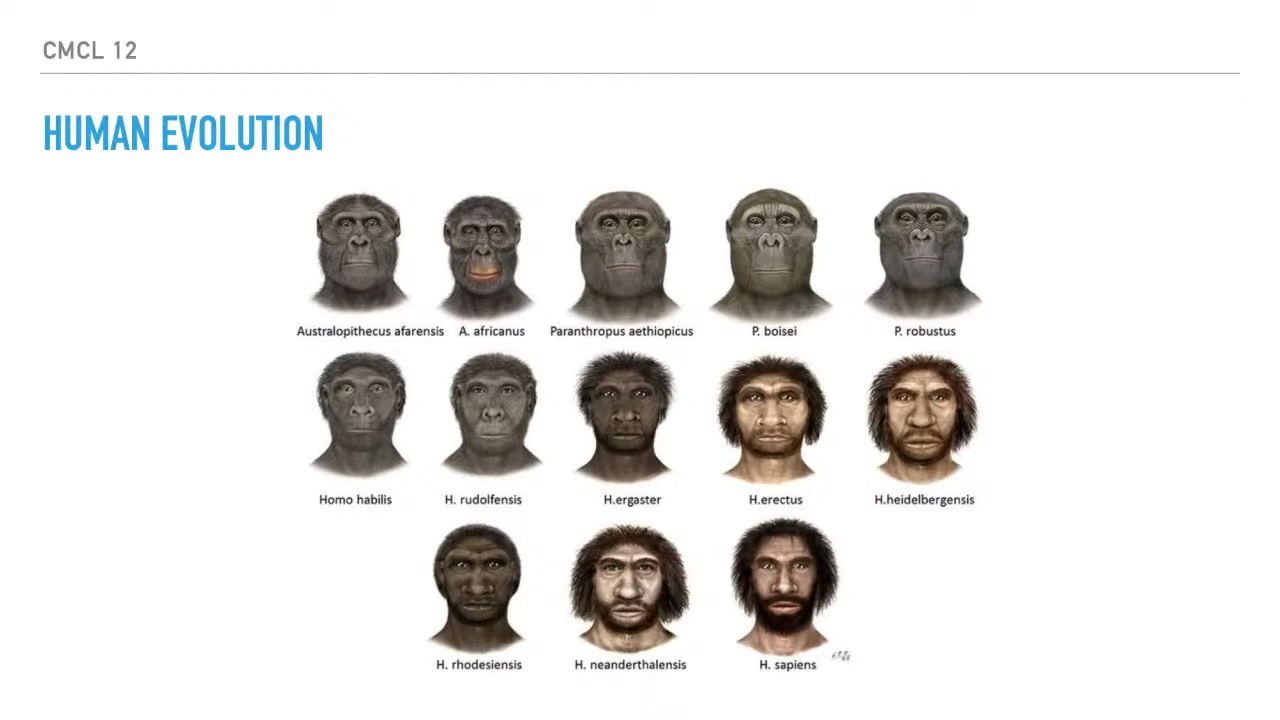 CMCL 12
HUMAN EVOLUTION
Australopithecus afarensis A. africanus Paranthropus aethiopicus P. boisei P. robustus
Homo habilis H. rudolfensis H.ergaster H.erectus H.heidelbergensis
H. rhodesiensis H. neanderthalensis H. sapiens